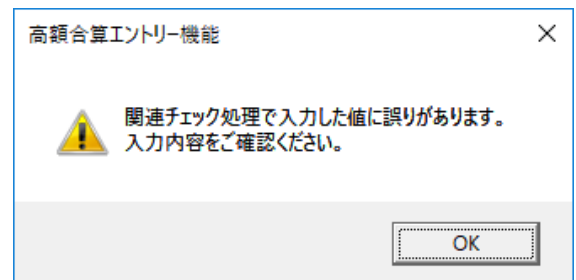 高額合算エントリー機能
関連チェック処理で入力した値に誤りがあります。
入力内容をご確認ください。
OK